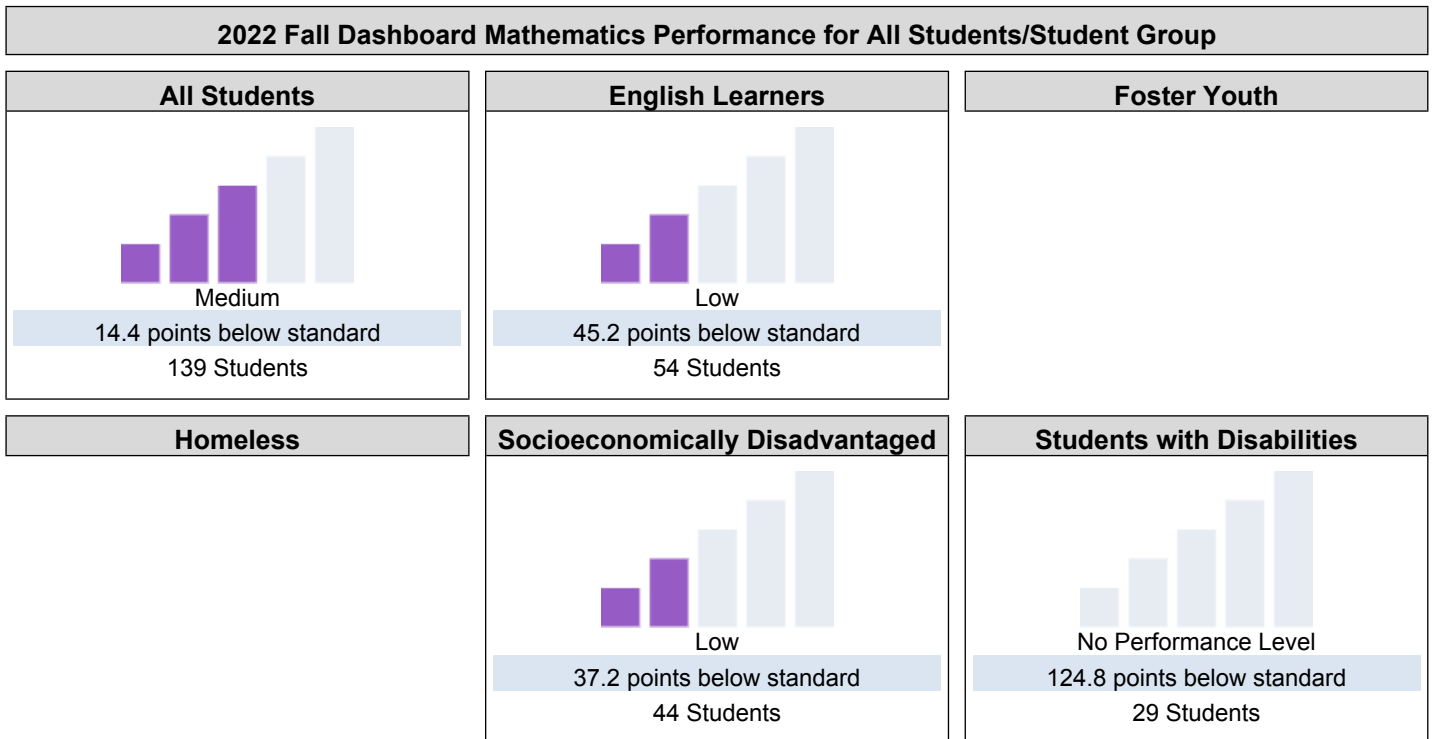 2022 Fall Dashboard Mathematics Performance for All Students/Student Group
All Students
Medium
14.4 points below standard
139 Students
English Learners
Low
45.2 points below standard
54 Students
Foster Youth
Homeless
Socioeconomically Disadvantaged
Low
37.2 points below standard
44 Students
Students with Disabilities
No Performance Level
124.8 points below standard
29 Students